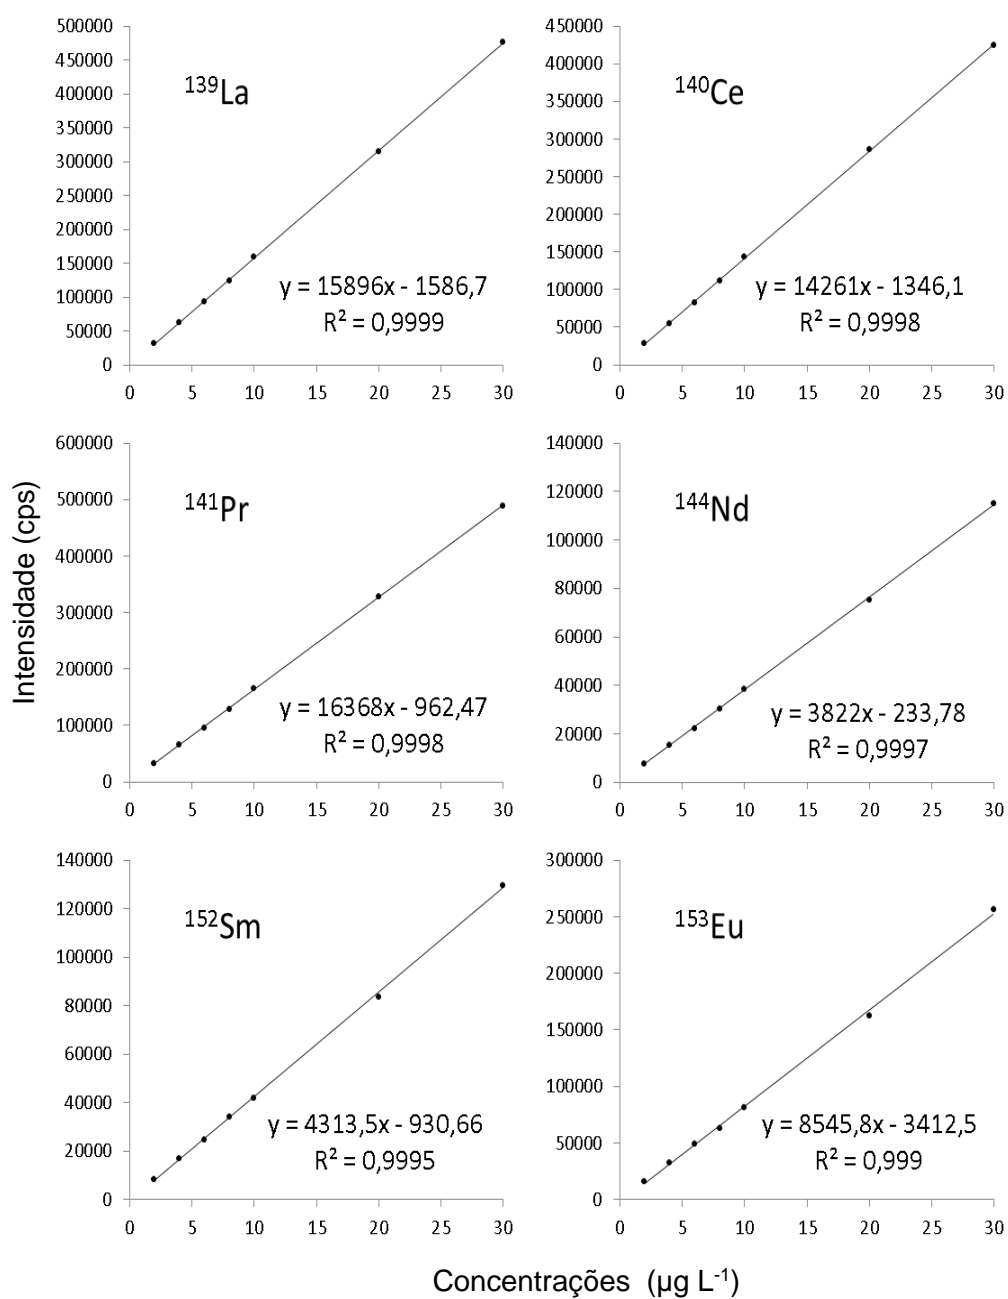 500000
450000
400000
350000
300000
250000
200000
150000
100000
50000
0
¹³⁹La
y = 15896x - 1586,7
R² = 0,9999
0 5 10 15 20 25 30
450000
400000
350000
300000
250000
200000
150000
100000
50000
0
¹⁴⁰Ce
y = 14261x - 1346,1
R² = 0,9998
0 5 10 15 20 25 30
Intensidade (cps)
600000
500000
400000
300000
200000
100000
0
¹⁴¹Pr
y = 16368x - 962,47
R² = 0,9998
0 5 10 15 20 25 30
140000
120000
100000
80000
60000
40000
20000
0
¹⁴⁴Nd
y = 3822x - 233,78
R² = 0,9997
0 5 10 15 20 25 30
140000
120000
100000
80000
60000
40000
20000
0
¹⁵²Sm
y = 4313,5x - 930,66
R² = 0,9995
0 5 10 15 20 25 30
300000
250000
200000
150000
100000
50000
0
¹⁵³Eu
y = 8545,8x - 3412,5
R² = 0,999
0 5 10 15 20 25 30
Concentrações (µg L⁻¹)